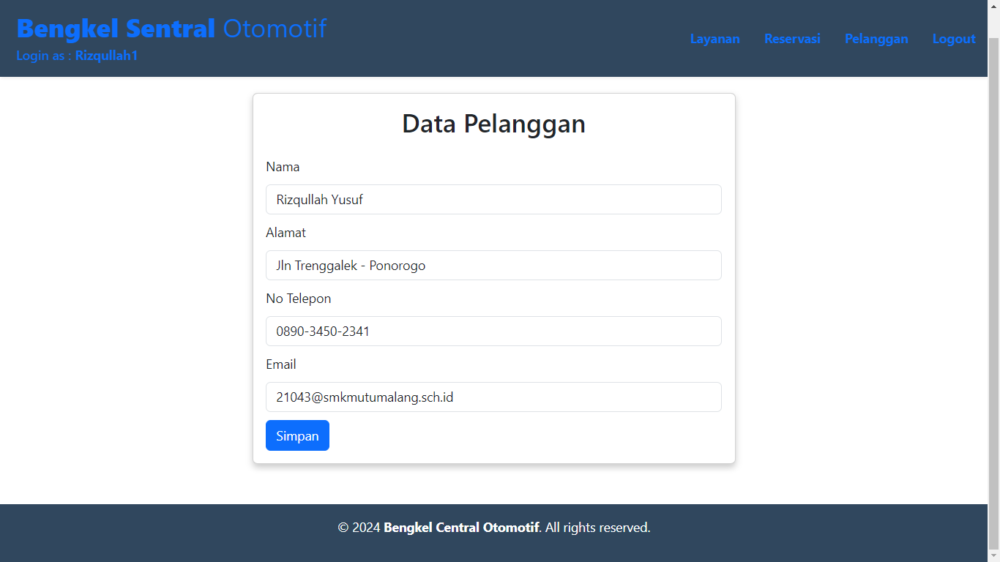 Bengkel Sentral Otomotif
Login as : Rizqullah1
Layanan Reservasi Pelanggan Logout
Data Pelanggan
Nama
Rizqullah Yusuf
Alamat
Jln Trenggalek - Ponorogo
No Telepon
0890-3450-2341
Email
21043@smkmutumalang.sch.id
Simpan
© 2024 Bengkel Central Otomotif. All rights reserved.